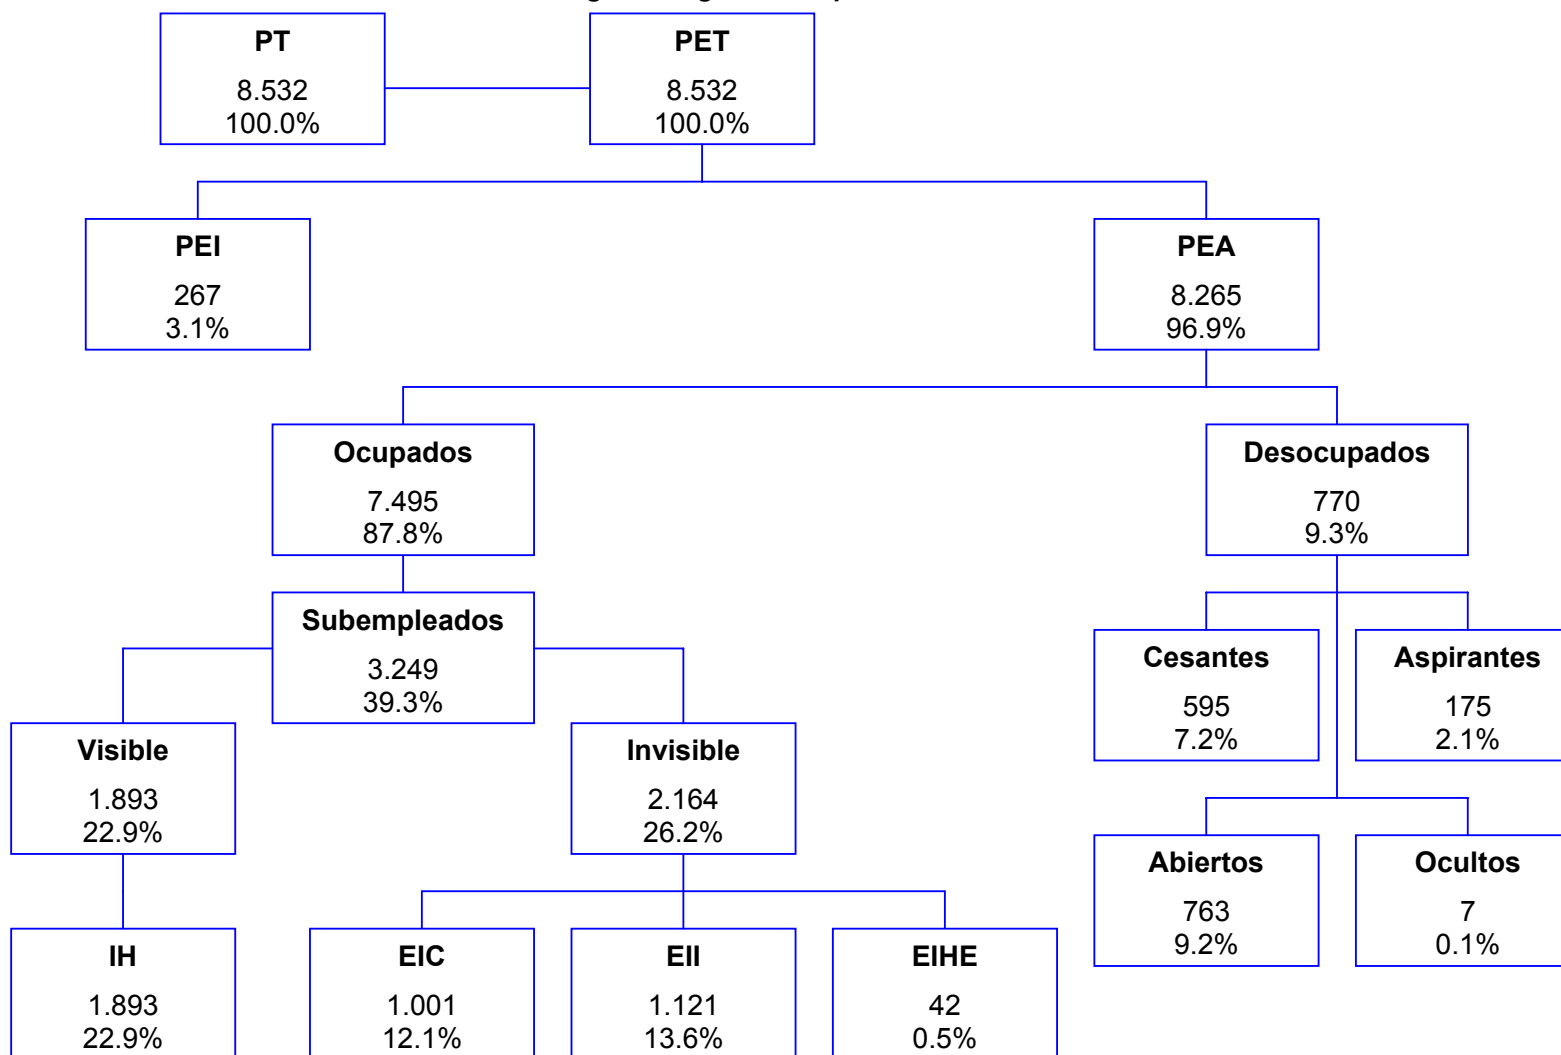 PT
PET
8.532
100.0%
8.532
100.0%
PEI
267
3.1%
PEA
8.265
96.9%
Ocupados
7.495
87.8%
Desocupados
770
9.3%
Subempleados
3.249
39.3%
Cesantes
595
7.2%
Aspirantes
175
2.1%
Visible
1.893
22.9%
Invisible
2.164
26.2%
Abiertos
763
9.2%
Ocultos
7
0.1%
IH
1.893
22.9%
EIC
1.001
12.1%
EII
1.121
13.6%
EIHE
42
0.5%